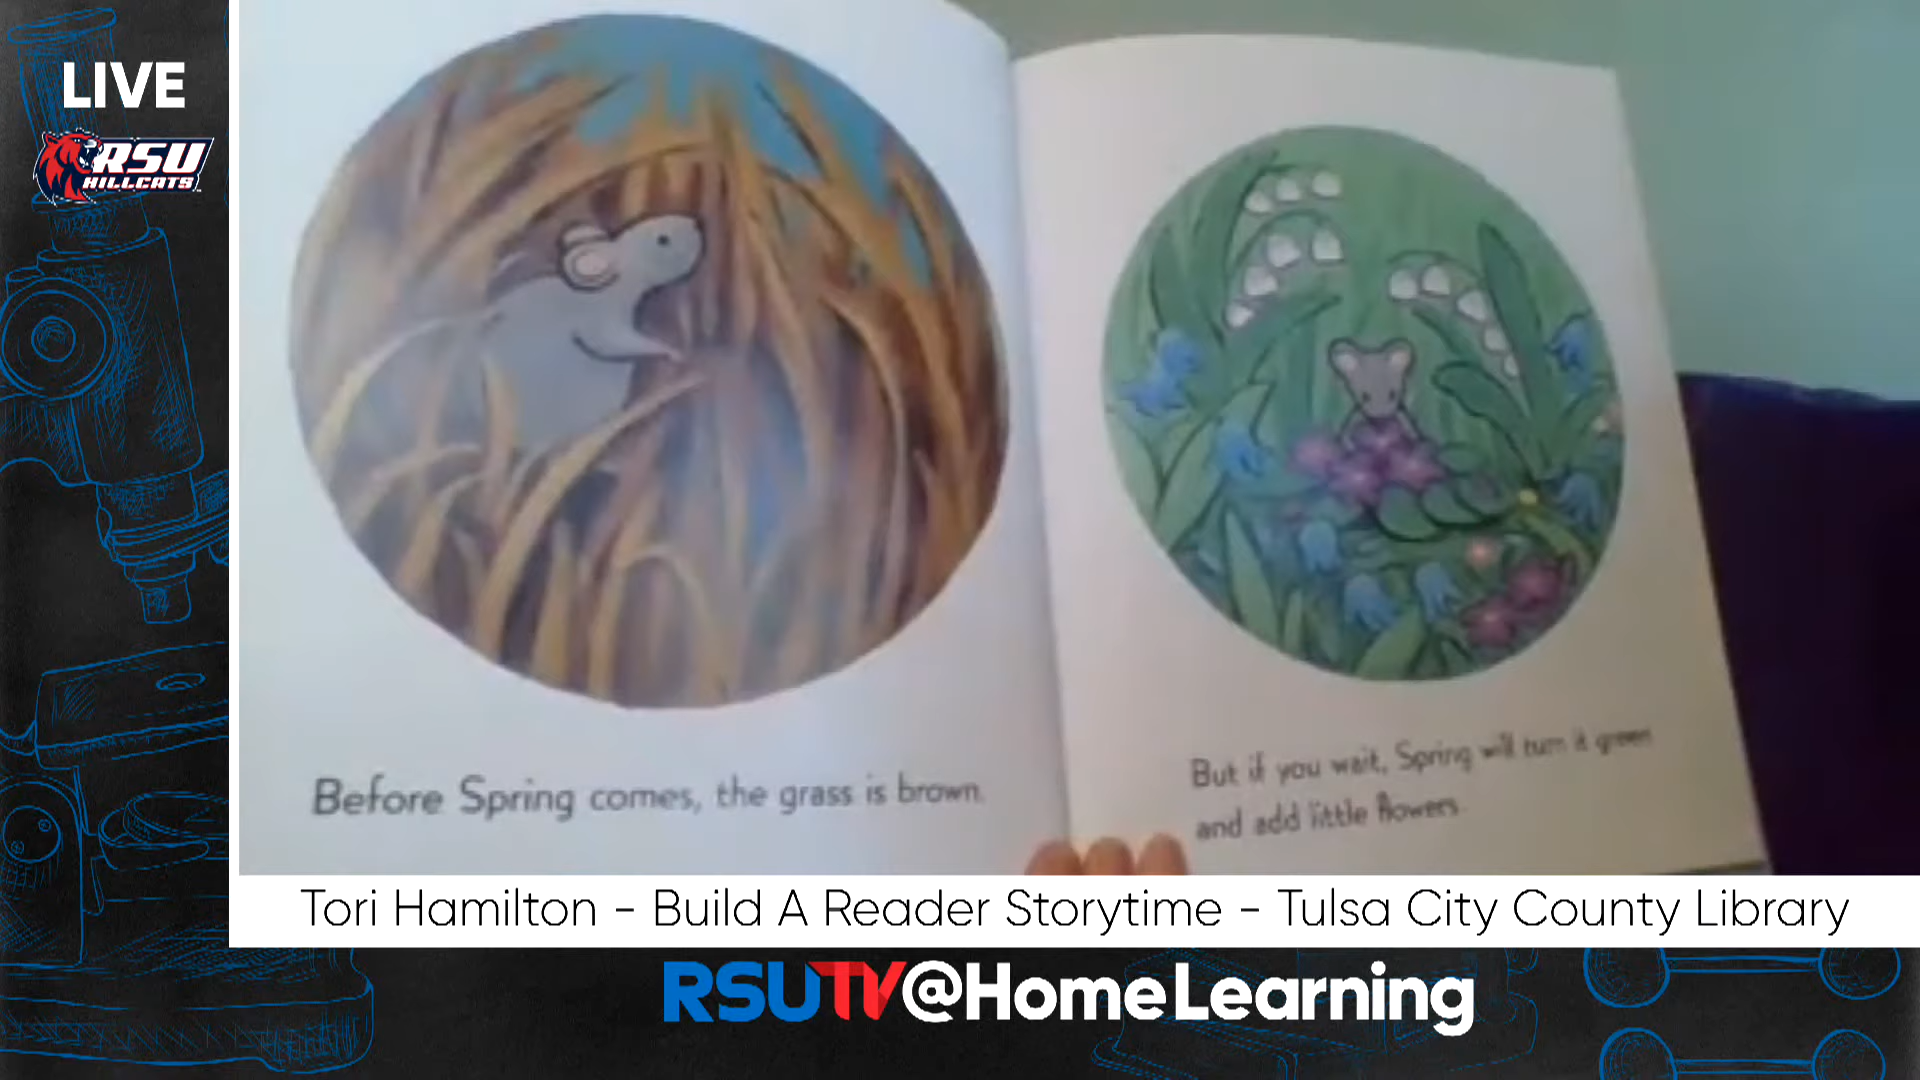 LIVE
RSU
HILLCATS
Before Spring comes, the grass is brown.
But if you wait, Spring will turn it green
and add little flowers.
Tori Hamilton - Build A Reader Storytime - Tulsa City County Library
RSUTV@HomeLearning